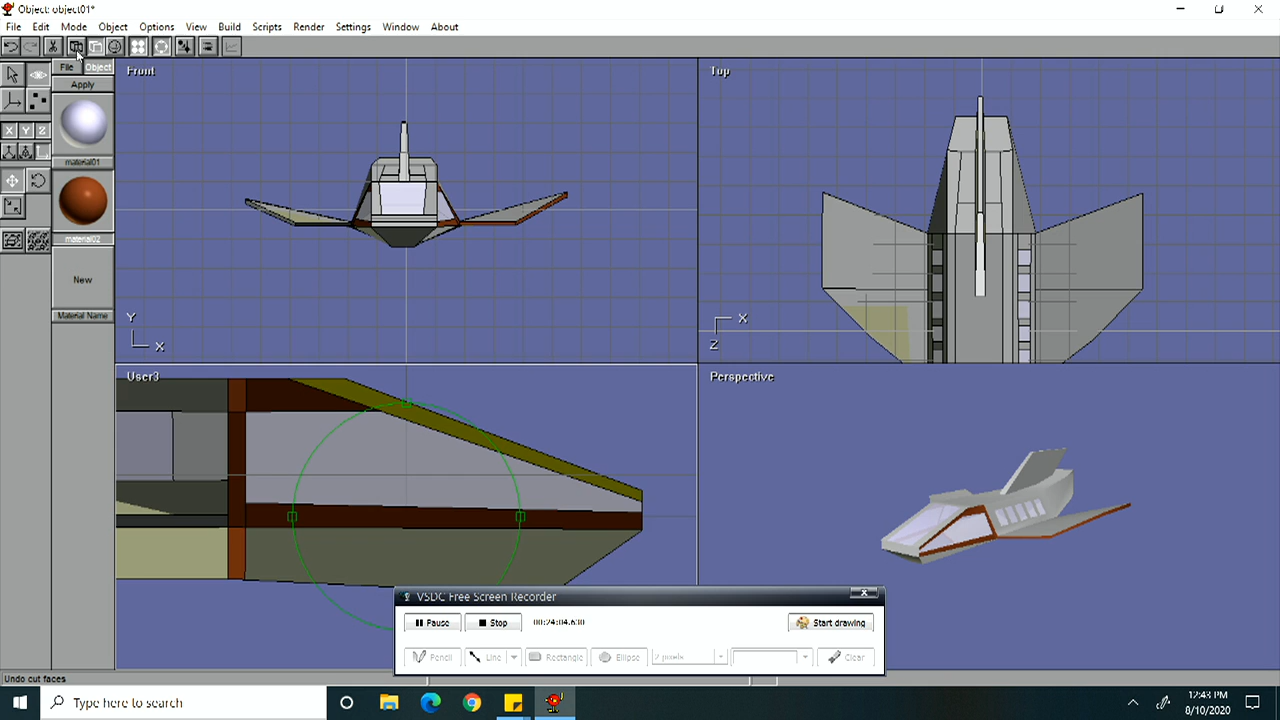 Object: object01*
File Edit Mode Object Options View Build Scripts Render Settings Window About
File Object
Apply
material01
material02
New
Material Name
X Y Z
Front
Y
X
Top
X
Z
User3
Perspective
VSDC Free Screen Recorder
Pause Stop 00:24:04.630 Start drawing
Pencil Line Rectangle Ellipse 2 pixels Clear
Undo cut faces
Type here to search
12:43 PM
8/10/2020